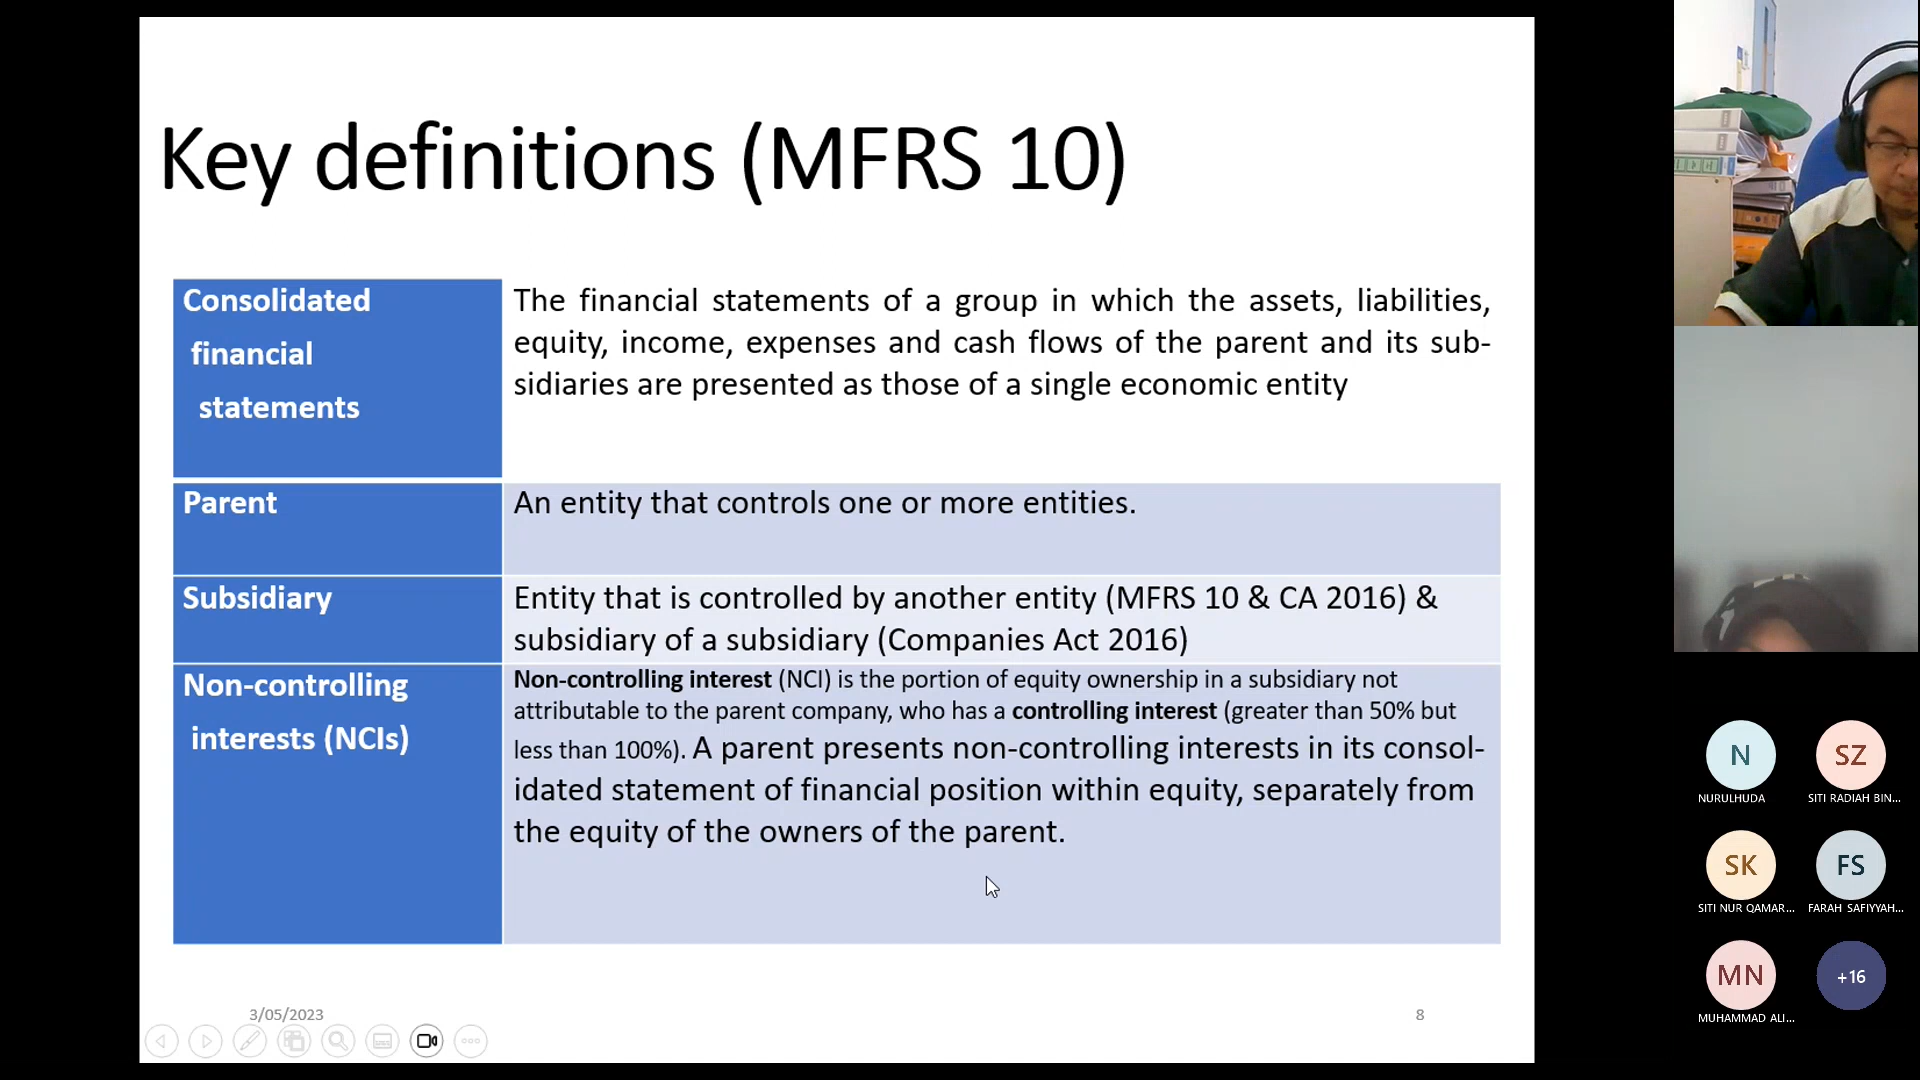 Key definitions (MFRS 10)
Consolidated
financial
statements
The financial statements of a group in which the assets, liabilities,
equity, income, expenses and cash flows of the parent and its sub-
sidiaries are presented as those of a single economic entity
Parent
An entity that controls one or more entities.
Subsidiary
Entity that is controlled by another entity (MFRS 10 & CA 2016) &
subsidiary of a subsidiary (Companies Act 2016)
Non-controlling
interests (NCIs)
Non-controlling interest (NCI) is the portion of equity ownership in a subsidiary not
attributable to the parent company, who has a controlling interest (greater than 50% but
less than 100%). A parent presents non-controlling interests in its consol-
idated statement of financial position within equity, separately from
the equity of the owners of the parent.
3/05/2023
8
N
NURULHUDA
SZ
SITI RADIAH BIN...
SK
SITI NUR QAMAR...
FS
FARAH SAFIYYAH...
MN
MUHAMMAD ALI...
+16